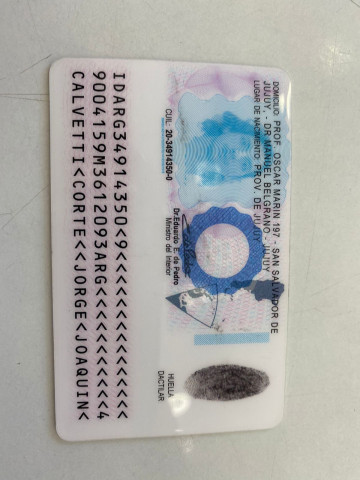 DOMICILIO: PROF. OSCAR MARIN 197 - SAN SALVADOR DE
JUJUY - DR MANUEL BELGRANO - JUJUY
LUGAR DE NACIMIENTO: PROV. DE JUJUY
CUIL: 20-34914350-0
Dr. Eduardo E. de Pedro
Ministro del Interior
HUELLA
DACTILAR
IDARG34914350<9<<<<<<<<<<<<<<<
9004159M3612093ARG<<<<<<<<<<<4
CALVETTI<CORTE<<JORGE<JOAQUIN<